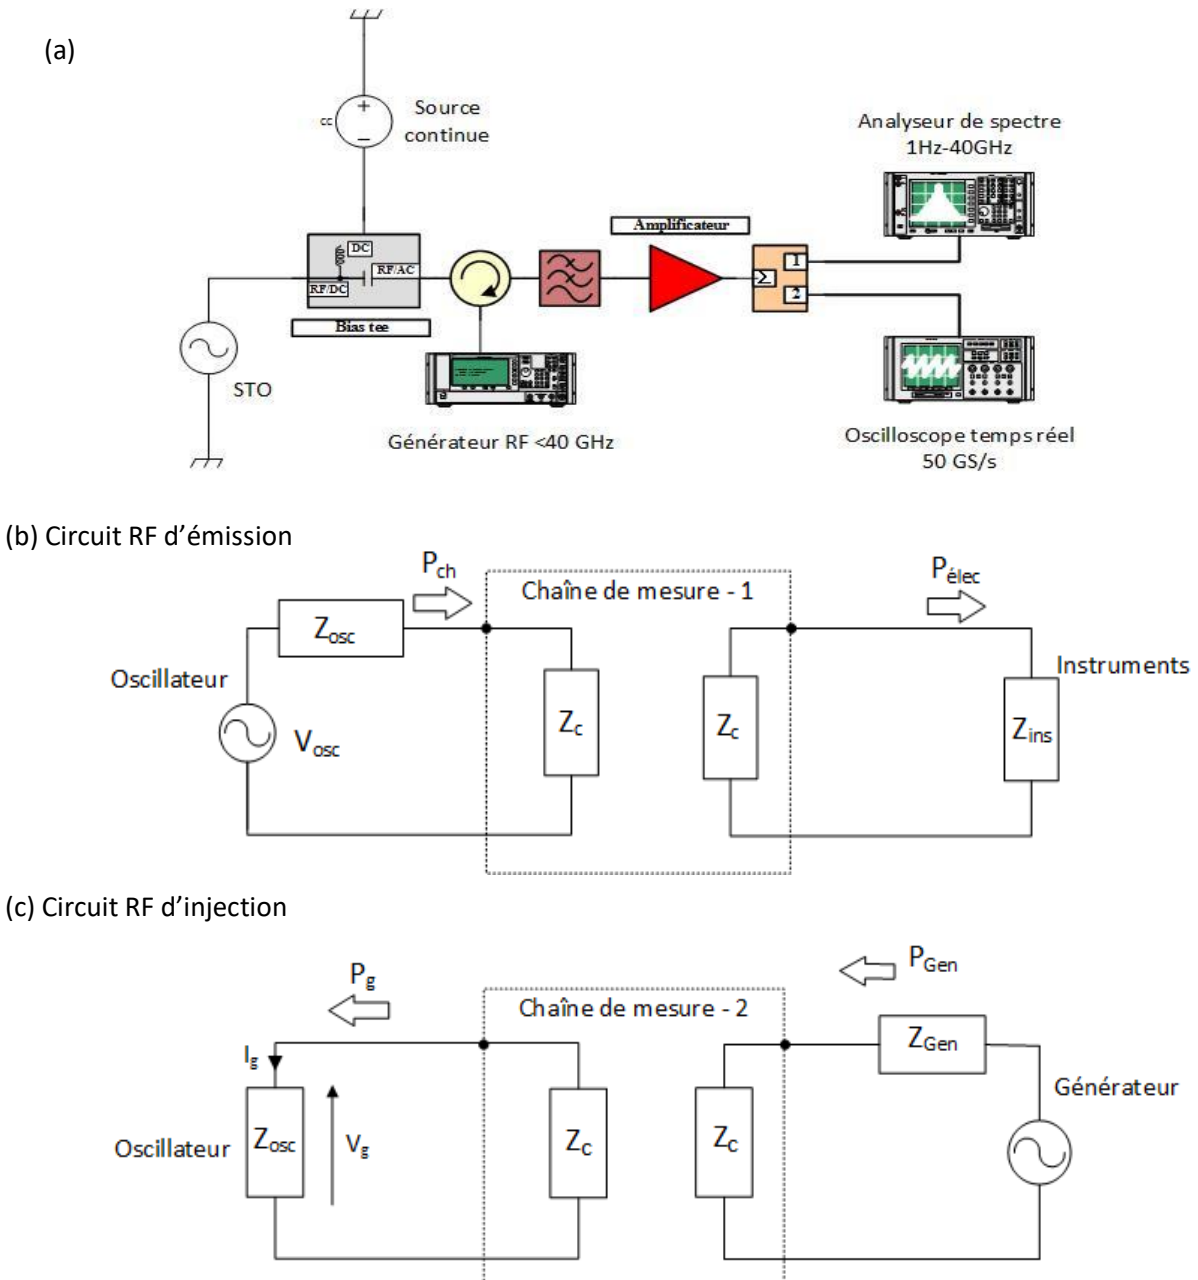 (a)
cc
Source
continue
Analyseur de spectre
1Hz-40GHz
Amplificateur
DC
RF/AC
RF/DC
Bias tee
Σ
1
2
STO
Générateur RF <40 GHz
Oscilloscope temps réel
50 GS/s
(b) Circuit RF d’émission
Pch
Chaîne de mesure - 1
Pélec
Zosc
Oscillateur
Vosc
Zc
Zc
Instruments
Zins
(c) Circuit RF d’injection
Pg
Chaîne de mesure - 2
PGen
Ig
ZGen
Générateur
Oscillateur
Zosc
Vg
ZC
ZC